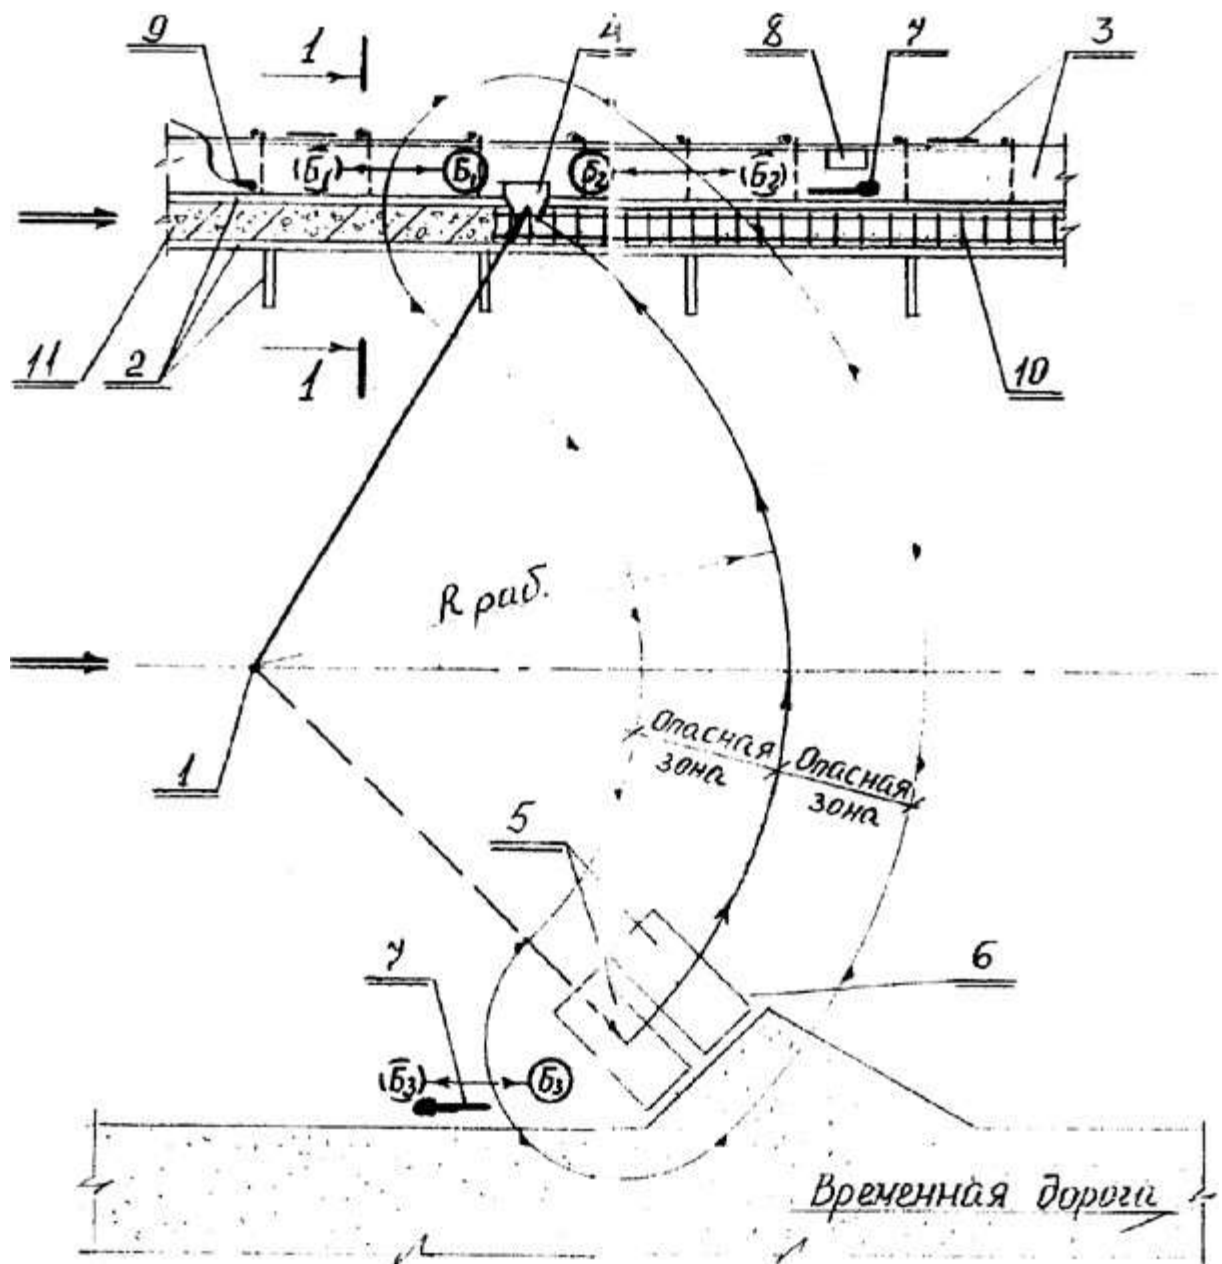 9 1 4 8 7 3
(Б1) Б1 Б2 (Б2)
11 2 1 10
R раб.
1
Опасная зона
Опасная зона
5
7 6
(Б3) Б3
Временная дорога